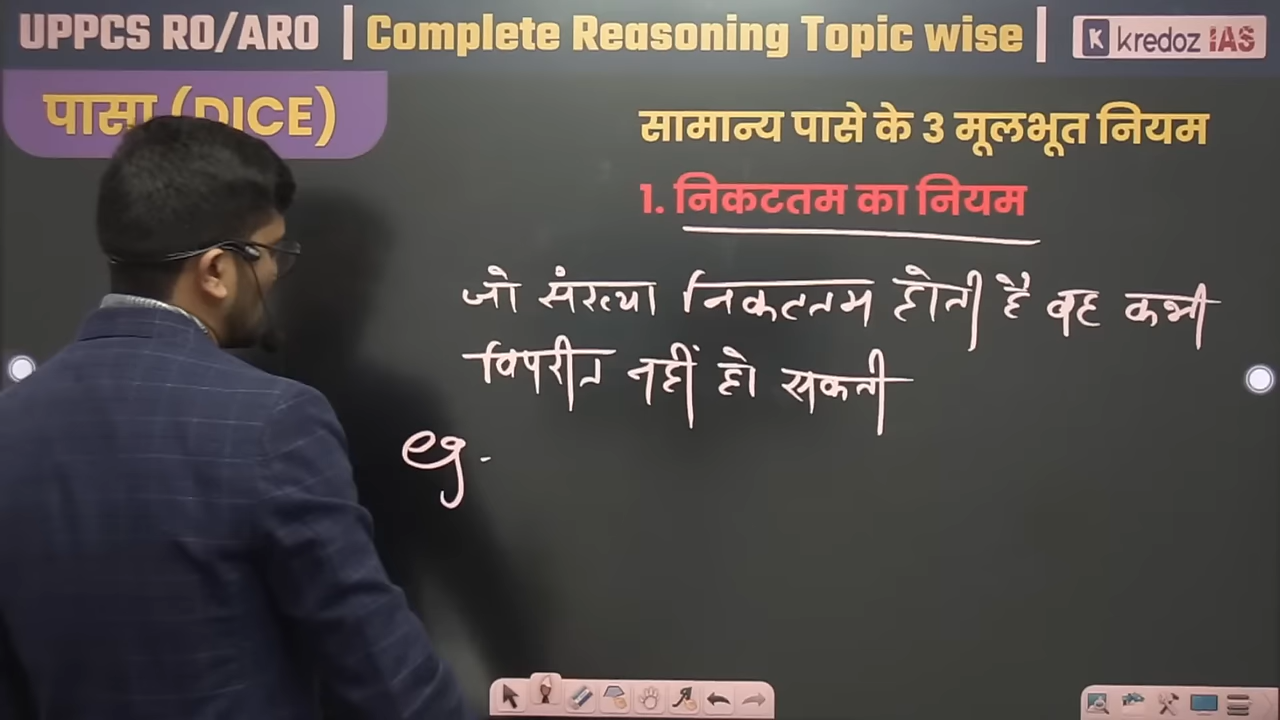 UPPCS RO/ARO | Complete Reasoning Topic wise | K kredoz IAS
पासा (DICE)
सामान्य पासे के 3 मूलभूत नियम
1. निकटतम का नियम
जो संख्या निकटतम होती है वह कभी
विपरीत नहीं हो सकती
eg.